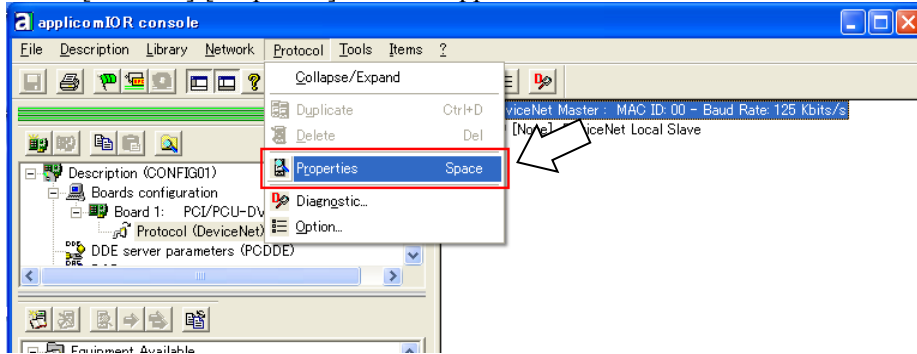 applicomIOR console
File Description Library Network Protocol Tools Items ?
Collapse/Expand
Duplicate Ctrl+D
Delete Del
Properties Space
Diagnostic...
Option...
viceNet Master : MAC ID: 00 - Baud Rate: 125 Kbits/s
[None] DeviceNet Local Slave
Description (CONFIG01)
Boards configuration
Board 1: PCI/PCU-DV
Protocol (DeviceNet)
DDE server parameters (PCDDE)
Equipment Available